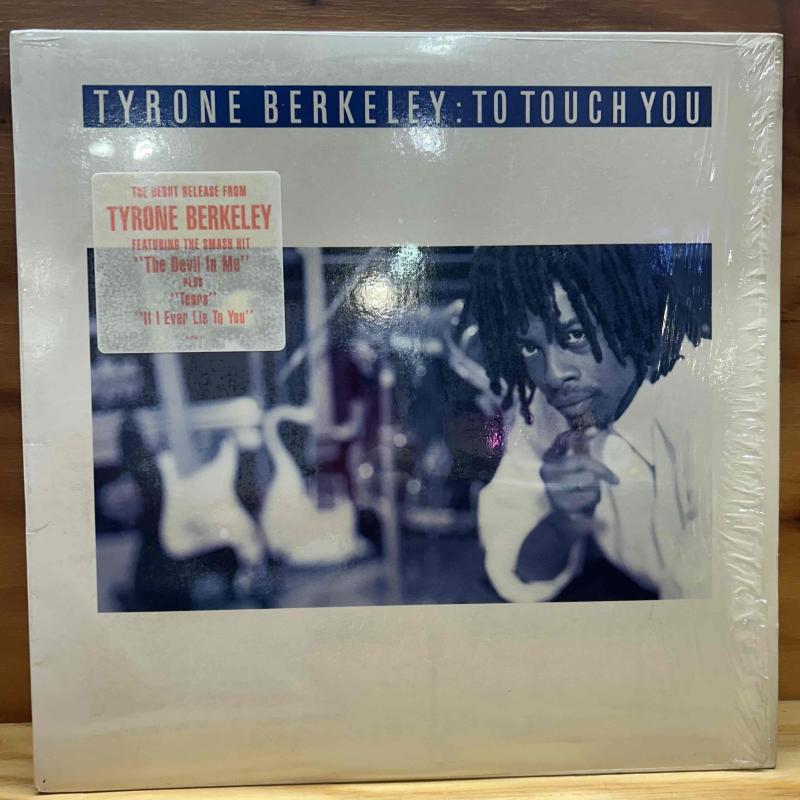 TYRONE BERKELEY: TO TOUCH YOU
THE DEBUT RELEASE FROM
TYRONE BERKELEY
FEATURING THE SMASH HIT
"The Devil In Me"
PLUS
"Tears"
"If I Ever Lie To You"